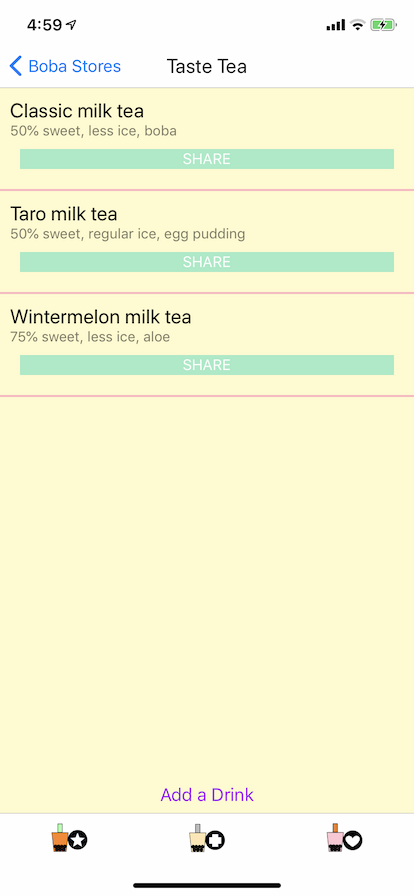 4:59
Boba Stores
Taste Tea
Classic milk tea
50% sweet, less ice, boba
SHARE
Taro milk tea
50% sweet, regular ice, egg pudding
SHARE
Wintermelon milk tea
75% sweet, less ice, aloe
SHARE
Add a Drink